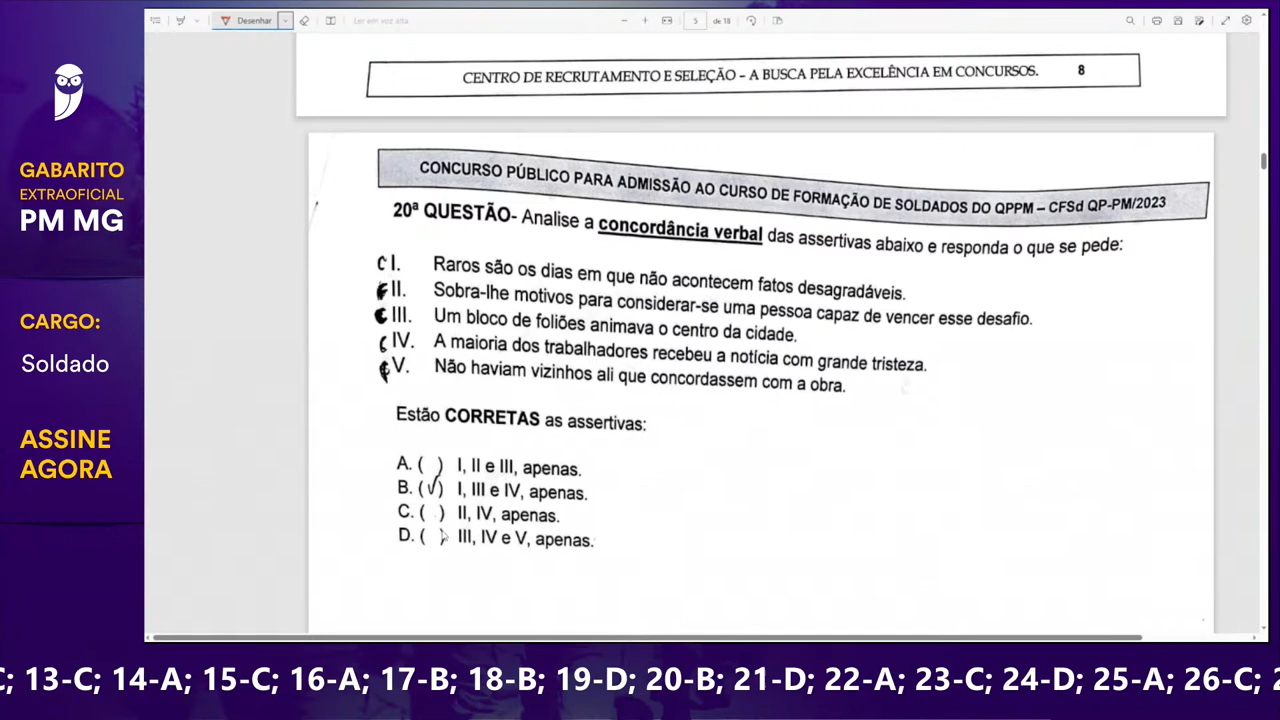 Desenhar
Ler em voz alta
5
de 18
GABARITO
EXTRAOFICIAL
PM MG
CARGO:
Soldado
ASSINE
AGORA
CENTRO DE RECRUTAMENTO E SELEÇÃO – A BUSCA PELA EXCELÊNCIA EM CONCURSOS. 8
CONCURSO PÚBLICO PARA ADMISSÃO AO CURSO DE FORMAÇÃO DE SOLDADOS DO QPPM – CFSd QP-PM/2023
20ª QUESTÃO- Analise a concordância verbal das assertivas abaixo e responda o que se pede:
C I. Raros são os dias em que não acontecem fatos desagradáveis.
II. Sobra-lhe motivos para considerar-se uma pessoa capaz de vencer esse desafio.
C III. Um bloco de foliões animava o centro da cidade.
C IV. A maioria dos trabalhadores recebeu a notícia com grande tristeza.
V. Não haviam vizinhos ali que concordassem com a obra.
Estão CORRETAS as assertivas:
A. ( ) I, II e III, apenas.
B. (√) I, III e IV, apenas.
C. ( ) II, IV, apenas.
D. ( ) III, IV e V, apenas.
C; 13-C; 14-A; 15-C; 16-A; 17-B; 18-B; 19-D; 20-B; 21-D; 22-A; 23-C; 24-D; 25-A; 26-C; 2